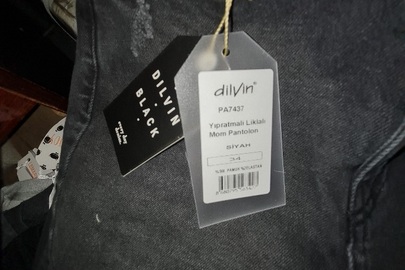 dilvin
PA7437
Yıpratmalı Likralı
Mom Pantolon
SİYAH
34
DILVIN
BLACK